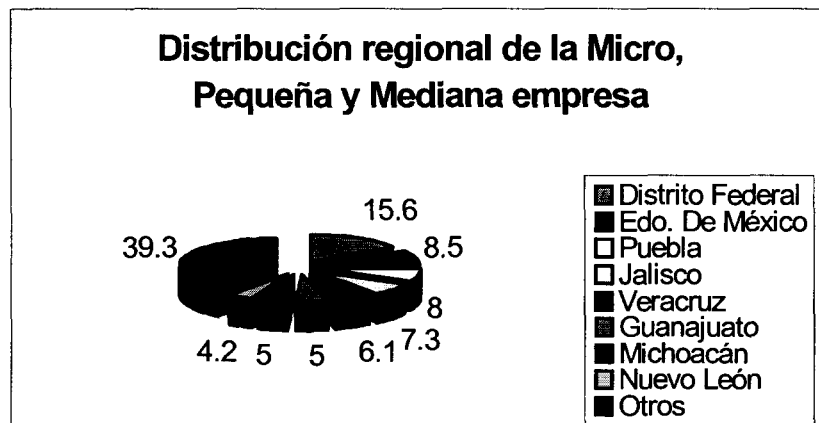 Distribución regional de la Micro,
Pequeña y Mediana empresa
15.6
8.5
8
7.3
6.1
5
5
4.2
39.3
Distrito Federal
Edo. De México
Puebla
Jalisco
Veracruz
Guanajuato
Michoacán
Nuevo León
Otros